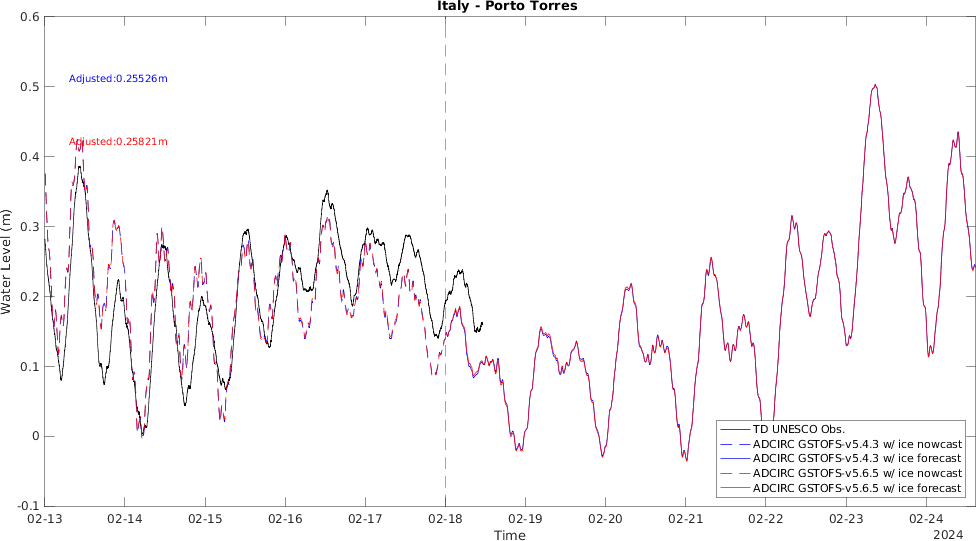 Italy - Porto Torres
0.6
0.5
0.4
0.3
0.2
0.1
0
-0.1
Water Level (m)
Adjusted:0.25526m
Adjusted:0.25821m
TD UNESCO Obs.
ADCIRC GSTOFS-v5.4.3 w/ ice nowcast
ADCIRC GSTOFS-v5.4.3 w/ ice forecast
ADCIRC GSTOFS-v5.6.5 w/ ice nowcast
ADCIRC GSTOFS-v5.6.5 w/ ice forecast
02-13 02-14 02-15 02-16 02-17 02-18 02-19 02-20 02-21 02-22 02-23 02-24
Time
2024